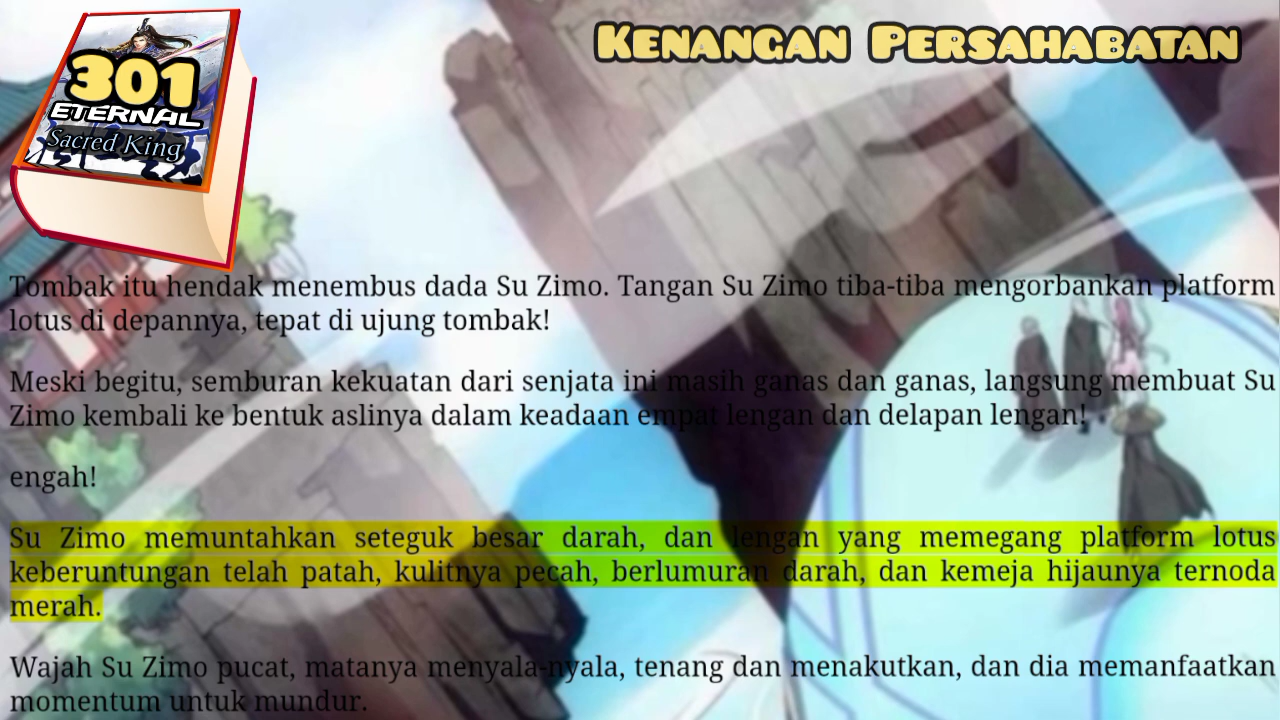 301
ETERNAL
Sacred King
KENANGAN PERSAHABATAN
Tombak itu hendak menembus dada Su Zimo. Tangan Su Zimo tiba-tiba mengorbankan platform
lotus di depannya, tepat di ujung tombak!
Meski begitu, semburan kekuatan dari senjata ini masih ganas dan ganas, langsung membuat Su
Zimo kembali ke bentuk aslinya dalam keadaan empat lengan dan delapan lengan!
engah!
Su Zimo memuntahkan seteguk besar darah, dan lengan yang memegang platform lotus
keberuntungan telah patah, kulitnya pecah, berlumuran darah, dan kemeja hijaunya ternoda
merah.
Wajah Su Zimo pucat, matanya menyala-nyala, tenang dan menakutkan, dan dia memanfaatkan
momentum untuk mundur.